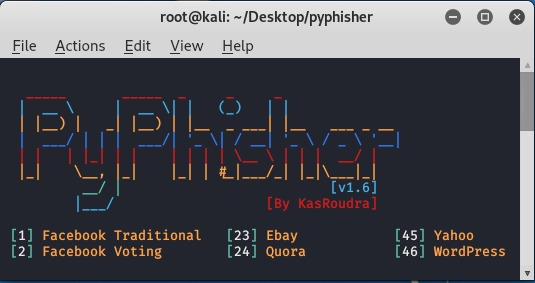 root@kali: ~/Desktop/pyphisher
File Actions Edit View Help
PyPhisher
[v1.6]
[By KasRoudra]
[1] Facebook Traditional [23] Ebay [45] Yahoo
[2] Facebook Voting [24] Quora [46] WordPress